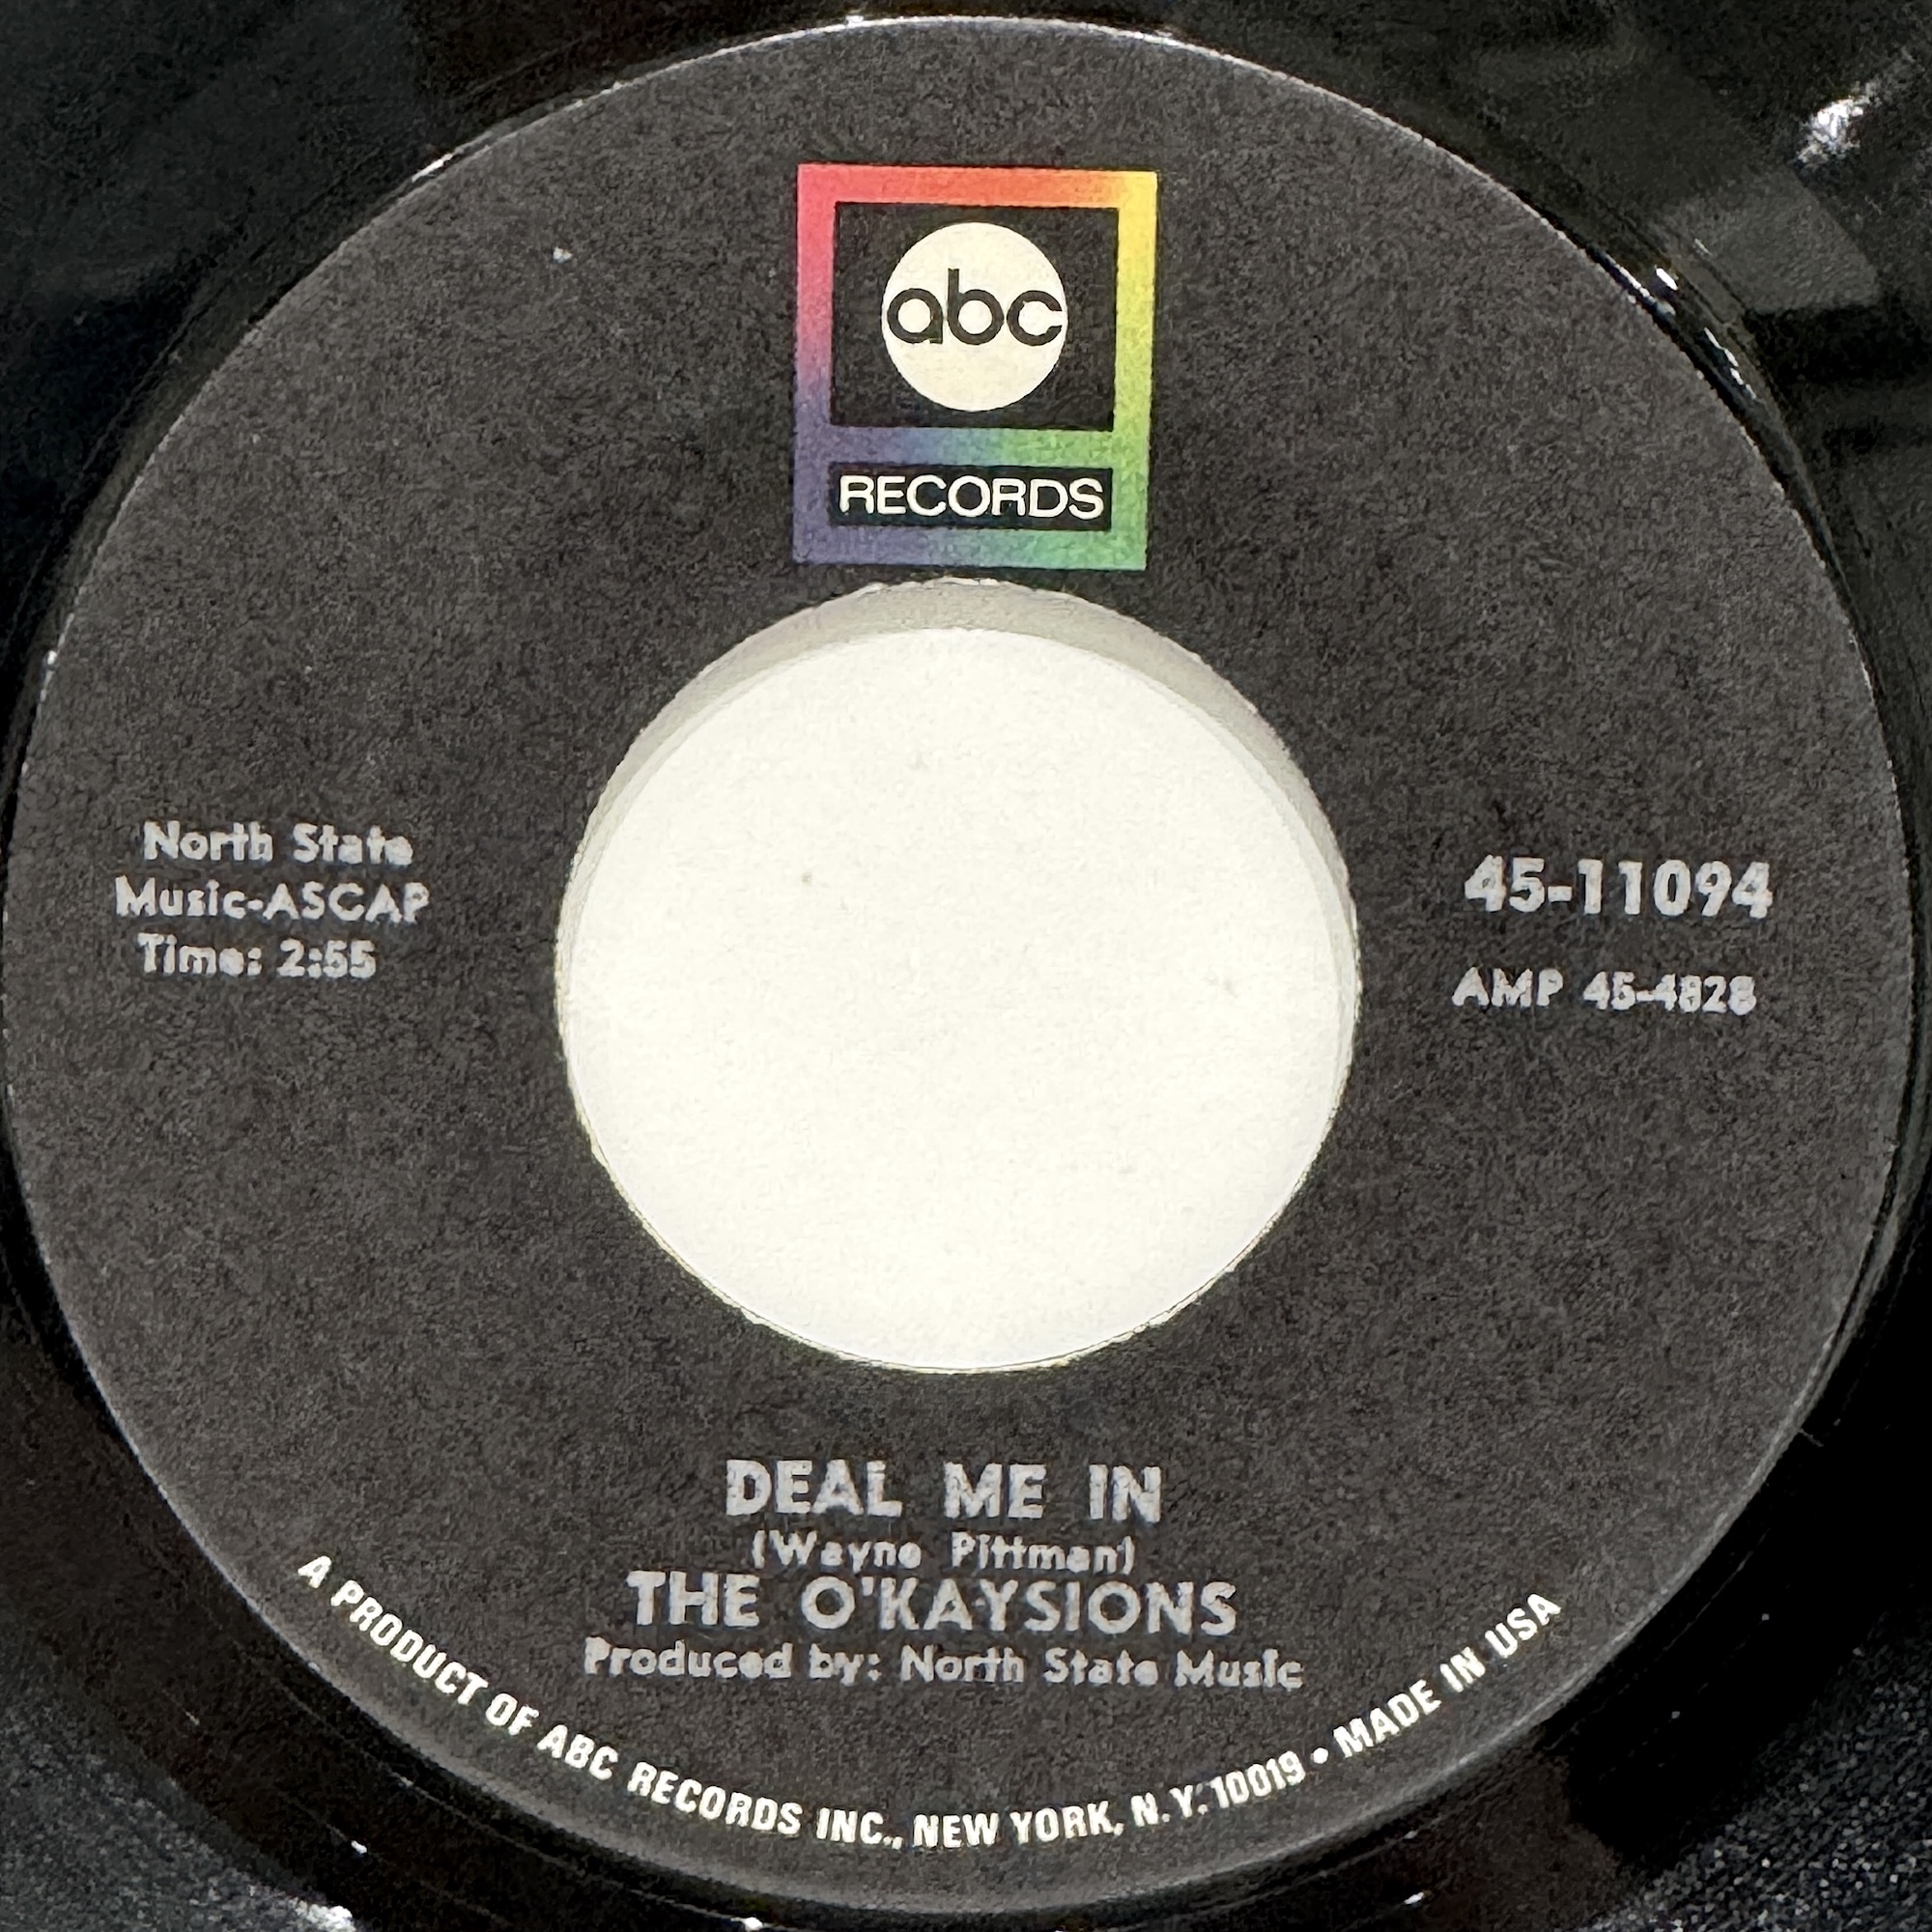 abc
RECORDS
North State
Music-ASCAP
Time: 2:55
45-11094
AMP 45-4828
DEAL ME IN
(Wayne Pittman)
THE O'KAYSIONS
Produced by: North State Music
A PRODUCT OF ABC RECORDS INC., NEW YORK, N.Y. 10019 • MADE IN USA